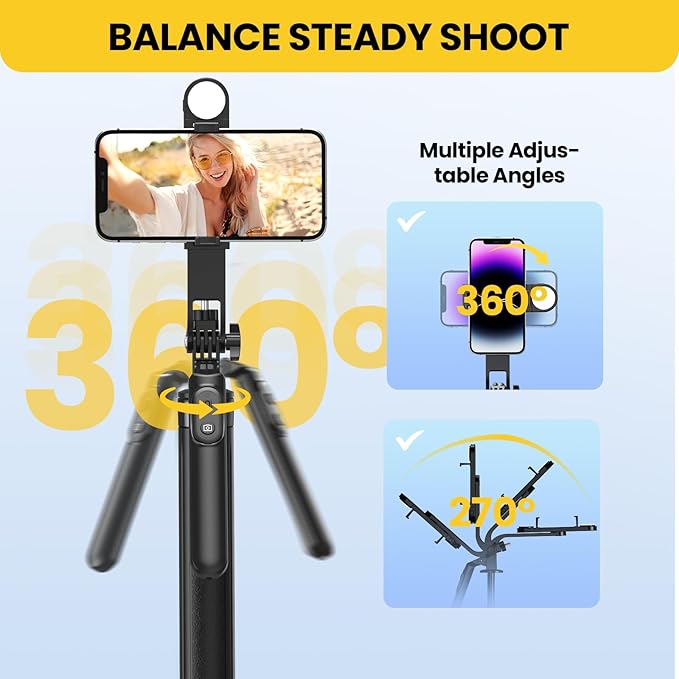 BALANCE STEADY SHOOT
Multiple Adjus-
table Angles
360°
360°
270°